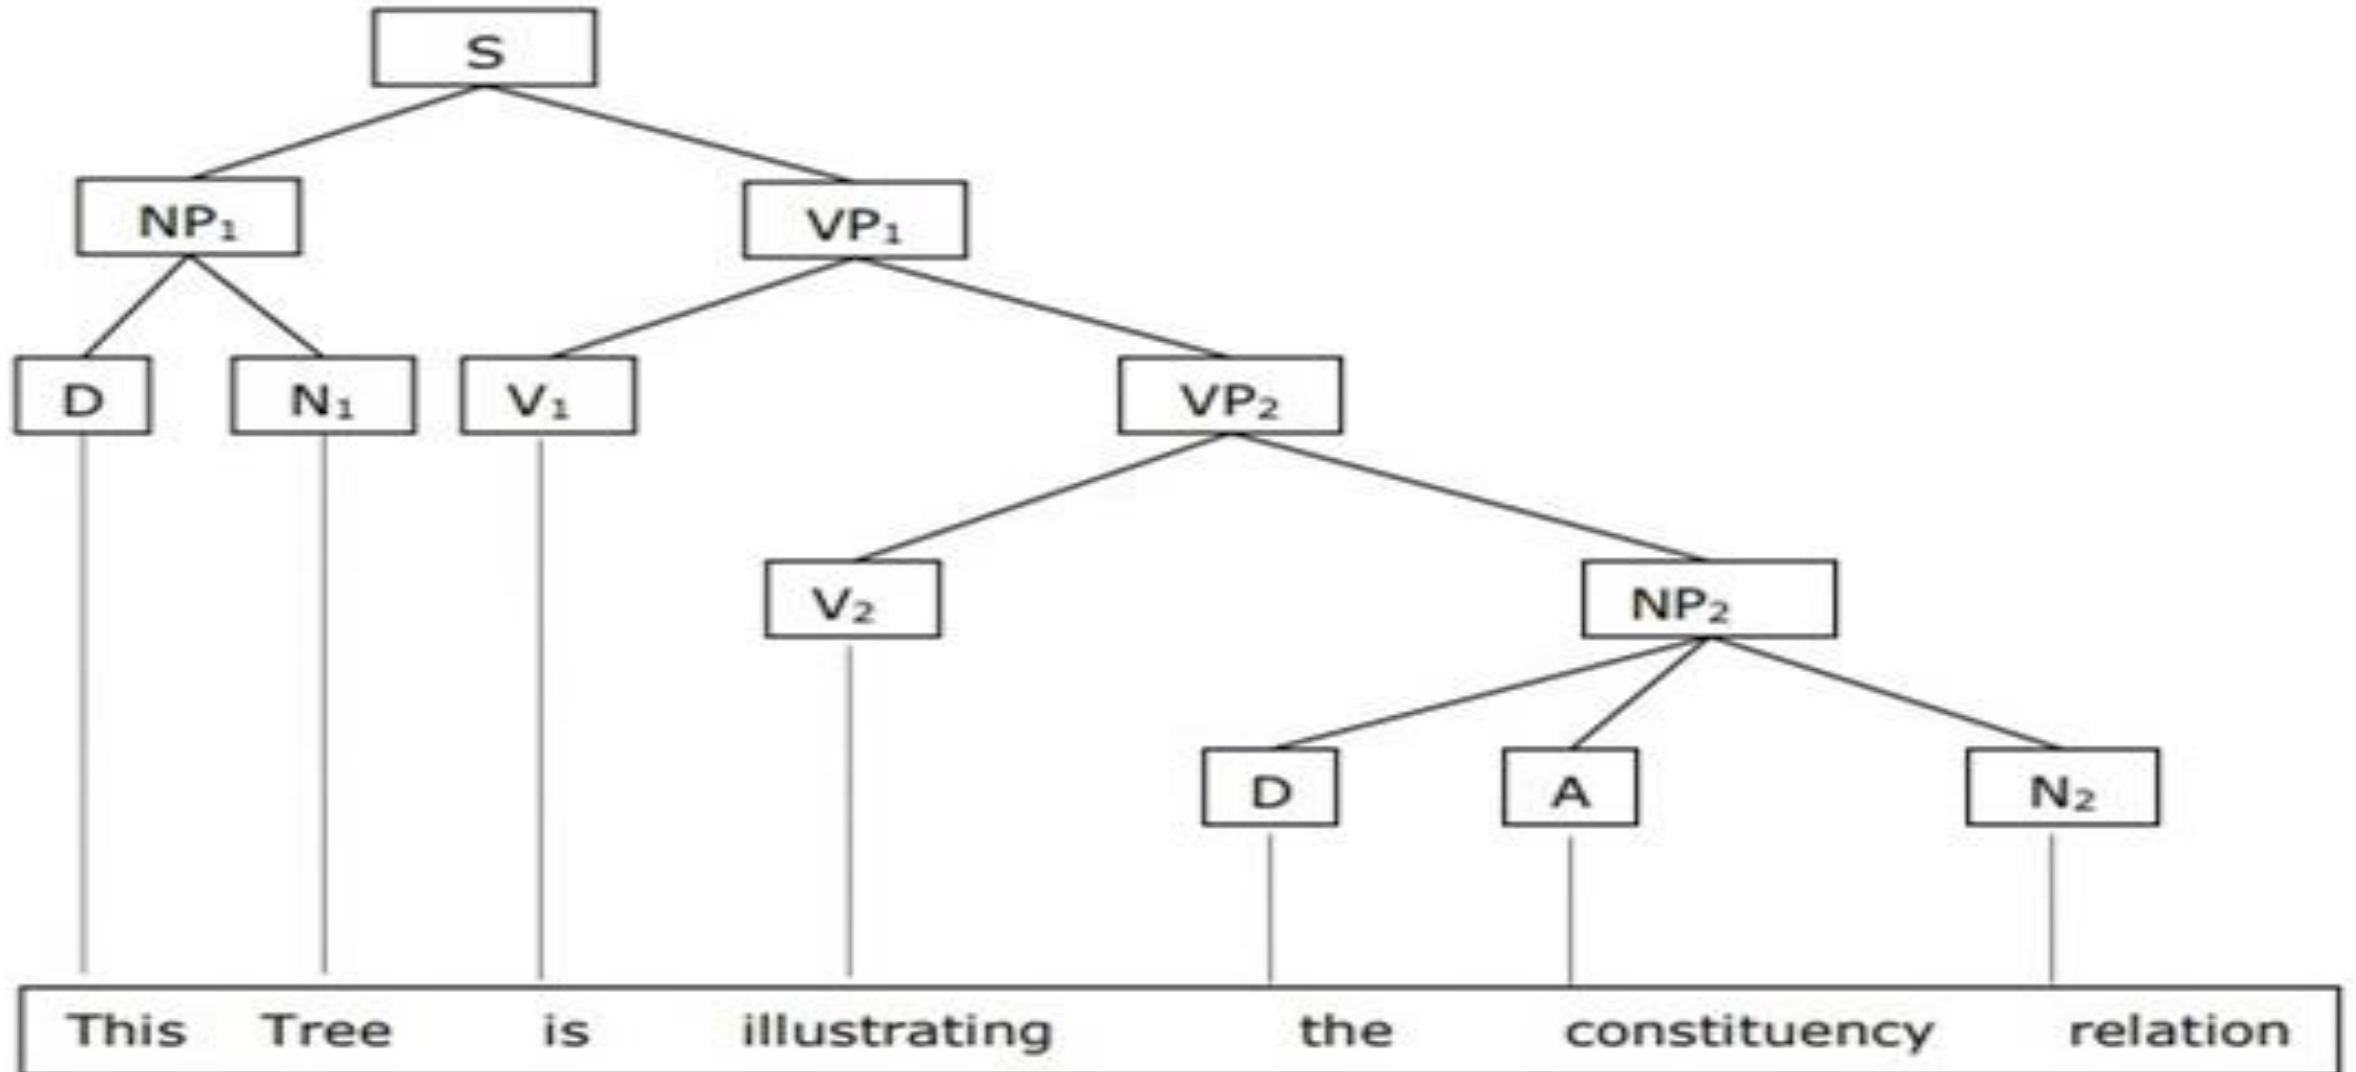 S
NP₁ VP₁
D N₁ V₁ VP₂
V₂ NP₂
D A N₂
This Tree is illustrating the constituency relation